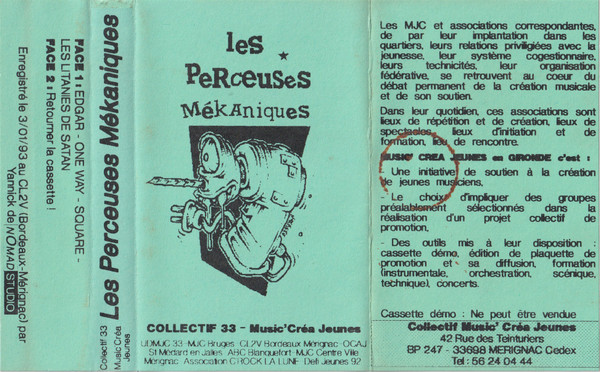 Enregistré le 3/01/93 au CL2V (Bordeaux-Mérignac) par
Yannick de NOMAD STUDIO
FACE 1 : EDGAR - ONE WAY - SQUARE -
LES LITANIES DE SATAN
FACE 2 : Retourner la cassette !
Colectif 33
Music'Créa
Jeunes
Les Perceuses Mékaniques
les
Perceuses
Mékaniques
COLLECTIF 33 - Music'Créa Jeunes
UDMJC 33 -MJC Bruges -CL2V Bordeaux Mérignac -OCAJ
St Médard en Jalles - ABC Blanquefort -MJC Centre Ville
Mérignac Association C'ROCK LA LUNE- Défi Jeunes 92
Les MJC et associations correspondantes,
de par leur implantation dans les
quartiers, leurs relations priviligiées avec la
jeunesse, leur système cogestionnaire,
leurs technicités, leur organisation
fédérative, se retrouvent au coeur du
débat permanent de la création musicale
et de son soutien.
Dans leur quotidien, ces associations sont
lieux de répétition et de création, lieux de
spectacles, lieux d'initiation et de
formation, lieu de rencontre.
MUSIC' CREA JEUNES en GIRONDE c'est :
- Une initiative de soutien à la création
de jeunes musiciens,
- Le choix d'impliquer des groupes
préalablement sélectionnés dans la
réalisation d'un projet collectif de
promotion,
- Des outils mis à leur disposition :
cassette démo, édition de plaquette de
promotion et sa diffusion, formation
(instrumentale, orchestration, scénique,
technique), concerts.
Cassette démo : Ne peut être vendue
Collectif Music' Créa Jeunes
42 Rue des Teinturiers
BP 247 - 33698 MERIGNAC Cedex
Tel : 56 24 04 44